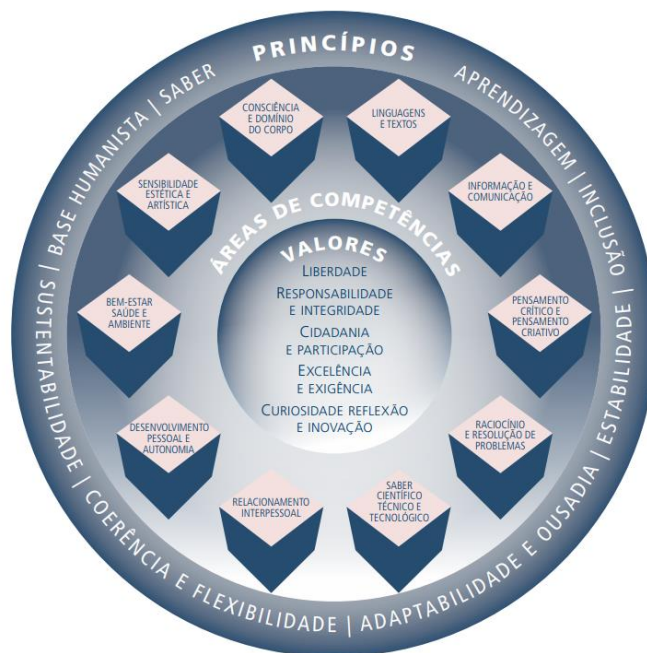 PRINCÍPIOS
BASE HUMANISTA | SABER
APRENDIZAGEM | INCLUSÃO |
ESTABILIDADE |
ADAPTABILIDADE E OUSADIA |
COERÊNCIA E FLEXIBILIDADE |
SUSTENTABILIDADE |
CONSCIÊNCIA
E DOMÍNIO
DO CORPO
LINGUAGENS
E TEXTOS
INFORMAÇÃO E
COMUNICAÇÃO
PENSAMENTO
CRÍTICO E
PENSAMENTO
CRIATIVO
RACIOCÍNIO
E RESOLUÇÃO DE
PROBLEMAS
SABER
CIENTÍFICO
TÉCNICO E
TECNOLÓGICO
RELACIONAMENTO
INTERPESSOAL
DESENVOLVIMENTO
PESSOAL E
AUTONOMIA
BEM-ESTAR
SAÚDE E
AMBIENTE
SENSIBILIDADE
ESTÉTICA E
ARTÍSTICA
ÁREAS DE COMPETÊNCIAS
VALORES
LIBERDADE
RESPONSABILIDADE
E INTEGRIDADE
CIDADANIA
E PARTICIPAÇÃO
EXCELÊNCIA
E EXIGÊNCIA
CURIOSIDADE REFLEXÃO
E INOVAÇÃO